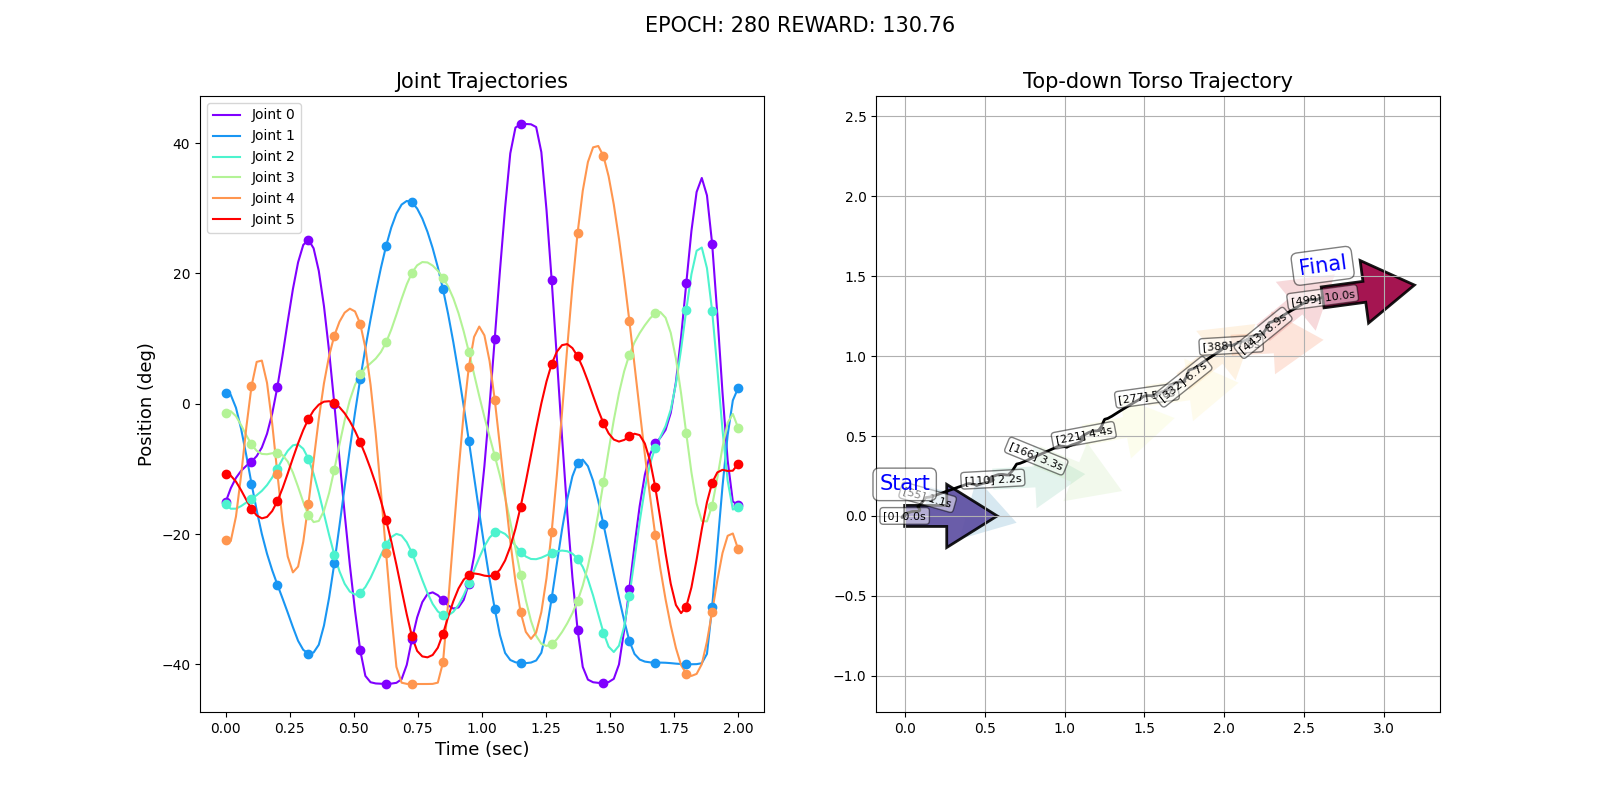 EPOCH: 280 REWARD: 130.76
Joint Trajectories
Joint 0
Joint 1
Joint 2
Joint 3
Joint 4
Joint 5
40
20
0
−20
−40
Position (deg)
0.00 0.25 0.50 0.75 1.00 1.25 1.50 1.75 2.00
Time (sec)
Top-down Torso Trajectory
2.5
2.0
1.5
1.0
0.5
0.0
−0.5
−1.0
0.0 0.5 1.0 1.5 2.0 2.5 3.0
Final
[499] 10.0s
[443] 8.9s
[388]
[332] 6.7s
[277]
[221] 4.4s
[166] 3.3s
[110] 2.2s
Start
[55] 1.1s
[0] 0.0s